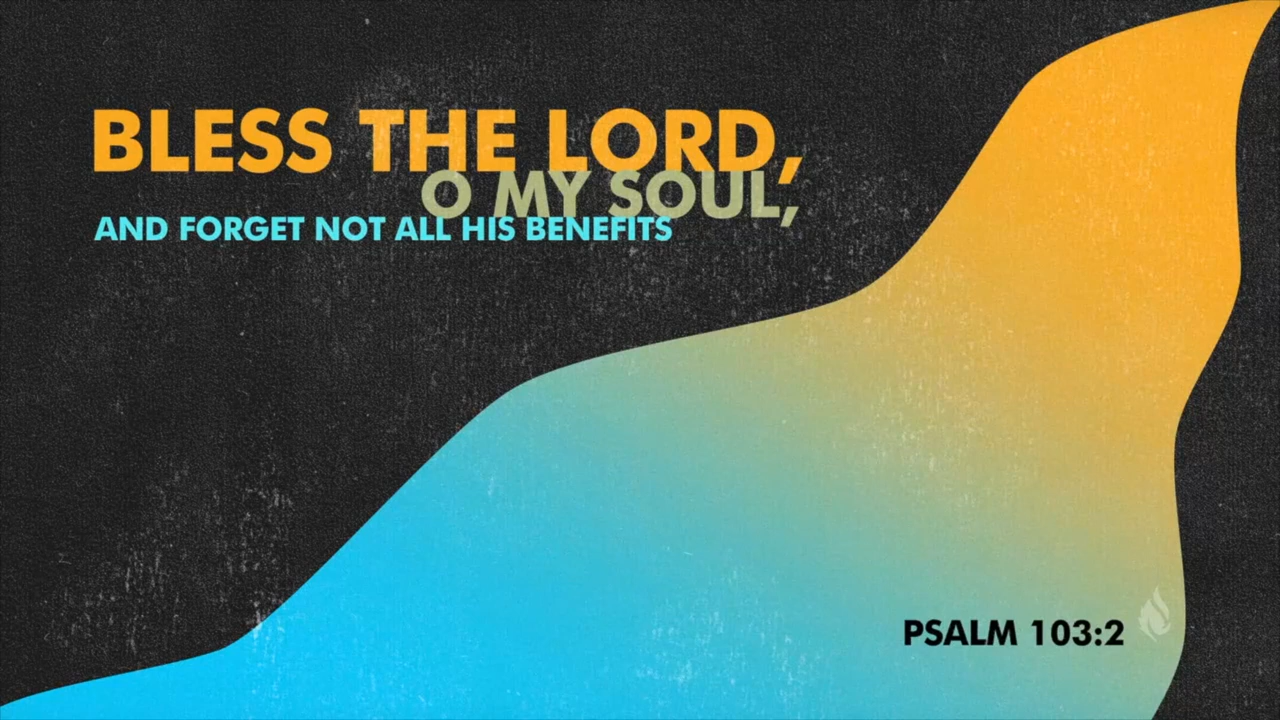 BLESS THE LORD,
O MY SOUL,
AND FORGET NOT ALL HIS BENEFITS
PSALM 103:2